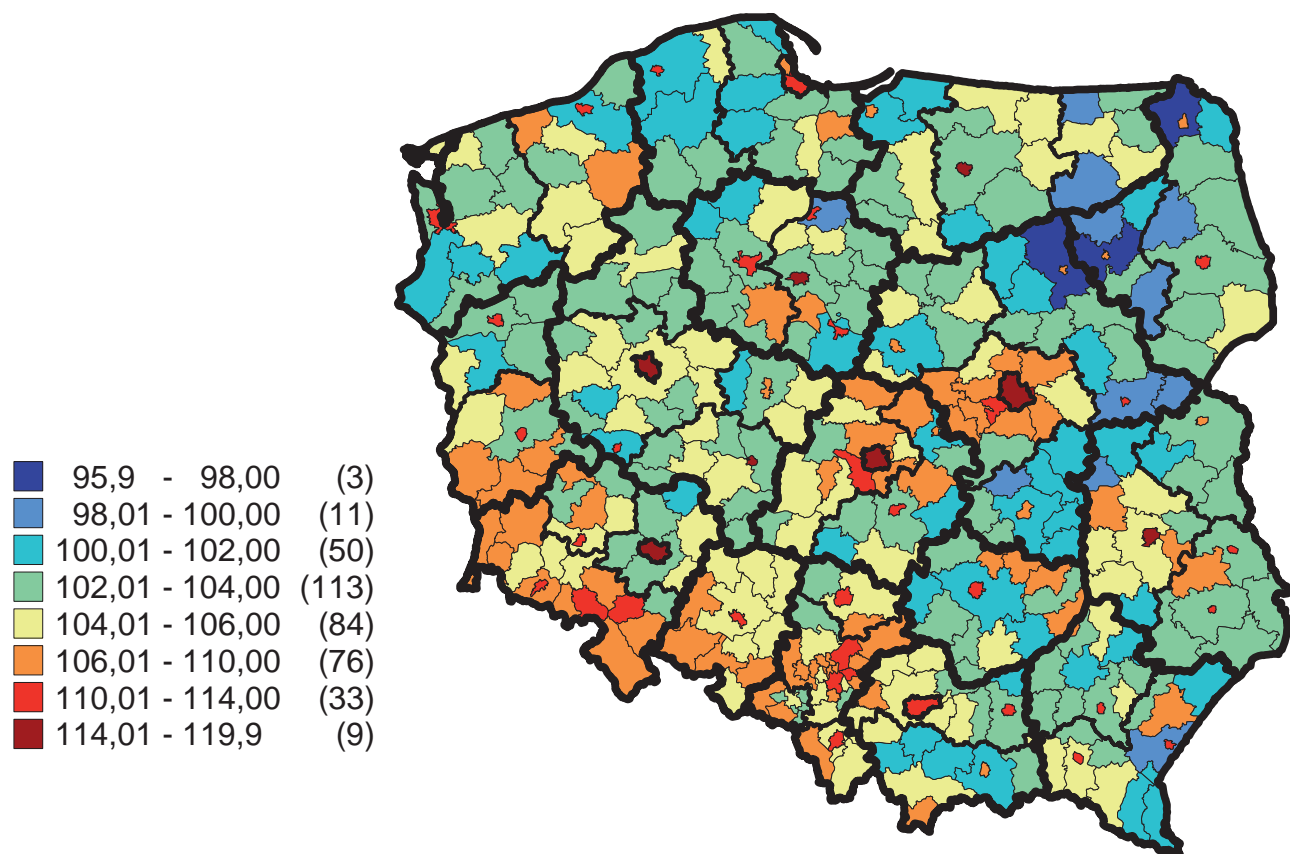 95,9 - 98,00 (3)
98,01 - 100,00 (11)
100,01 - 102,00 (50)
102,01 - 104,00 (113)
104,01 - 106,00 (84)
106,01 - 110,00 (76)
110,01 - 114,00 (33)
114,01 - 119,9 (9)